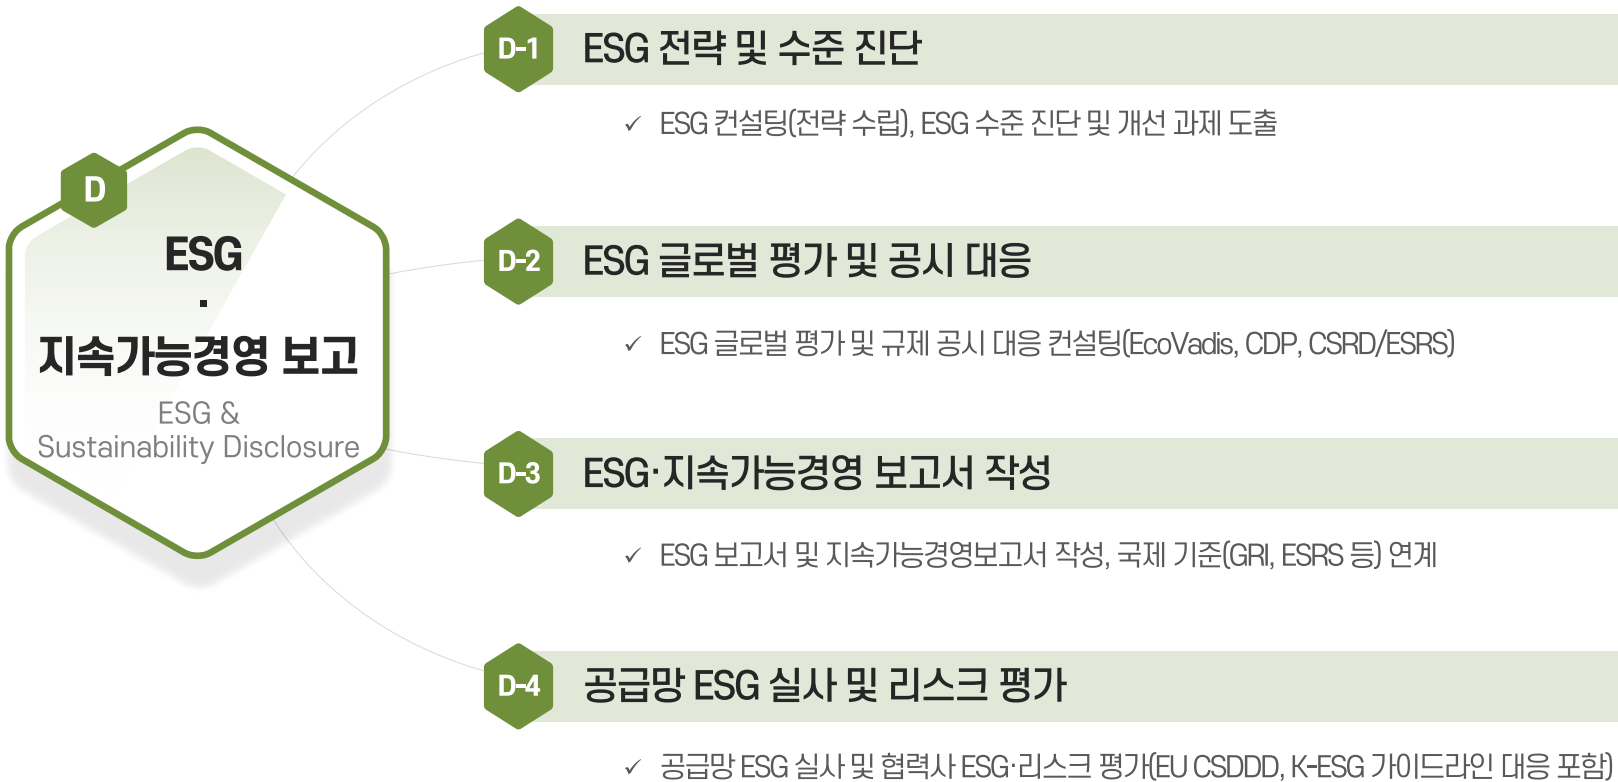 D
ESG
·
지속가능경영 보고
ESG &
Sustainability Disclosure
D-1
ESG 전략 및 수준 진단
✓ ESG 컨설팅(전략 수립), ESG 수준 진단 및 개선 과제 도출
D-2
ESG 글로벌 평가 및 공시 대응
✓ ESG 글로벌 평가 및 규제 공시 대응 컨설팅(EcoVadis, CDP, CSRD/ESRS)
D-3
ESG·지속가능경영 보고서 작성
✓ ESG 보고서 및 지속가능경영보고서 작성, 국제 기준(GRI, ESRS 등) 연계
D-4
공급망 ESG 실사 및 리스크 평가
✓ 공급망 ESG 실사 및 협력사 ESG·리스크 평가(EU CSDDD, K-ESG 가이드라인 대응 포함)